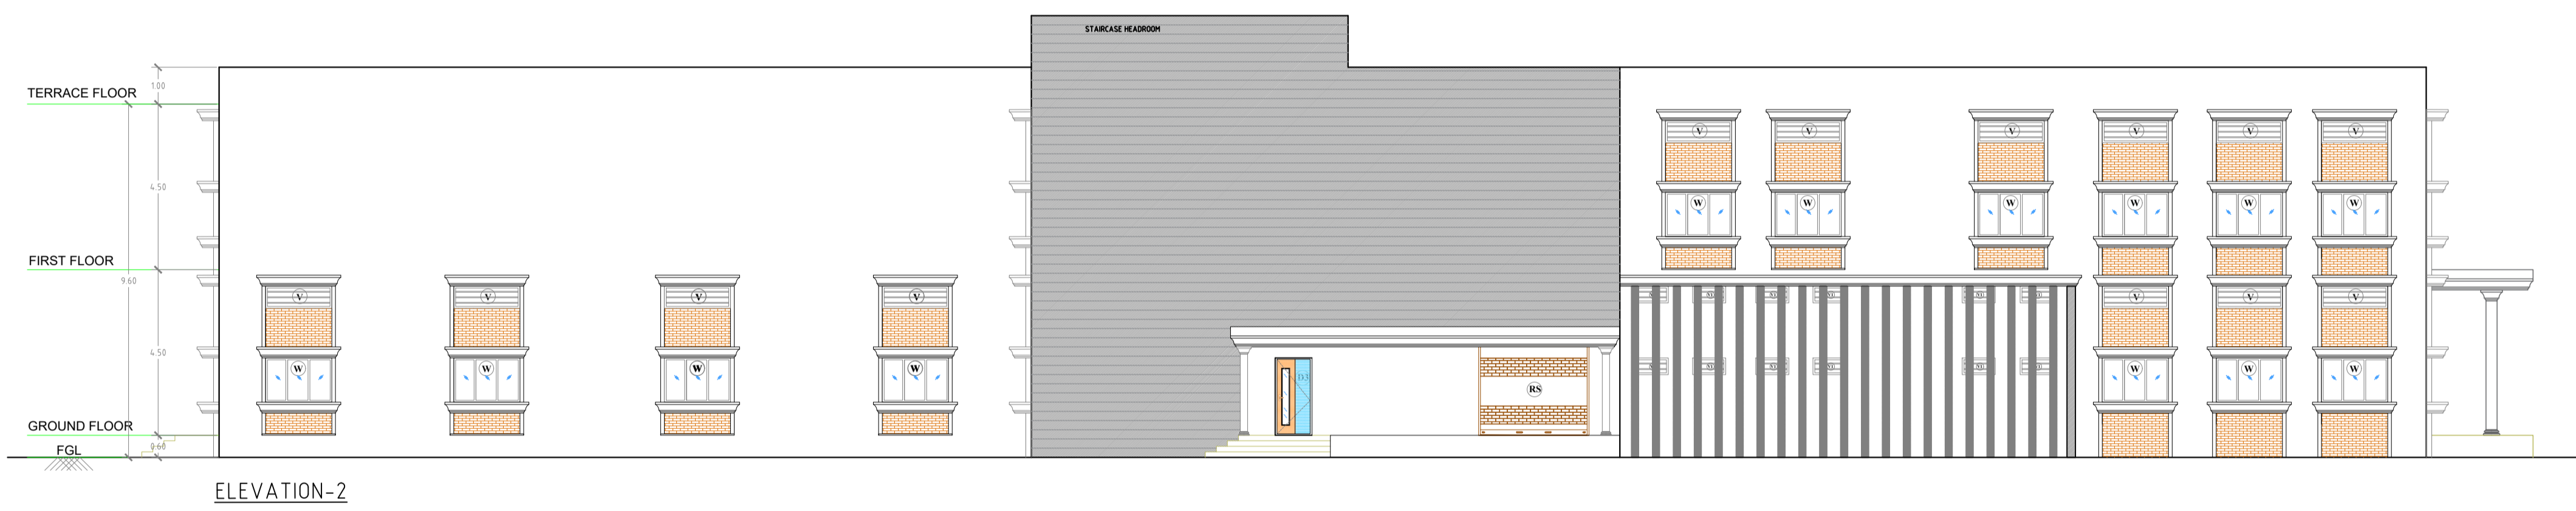 STAIRCASE HEADROOM
1.00
TERRACE FLOOR
V V V V V V
4.50
W W W W W W
FIRST FLOOR
9.60
V V V V V V V
4.50
W W W W W W W
D3
RS
GROUND FLOOR
0.60
FGL
ELEVATION-2